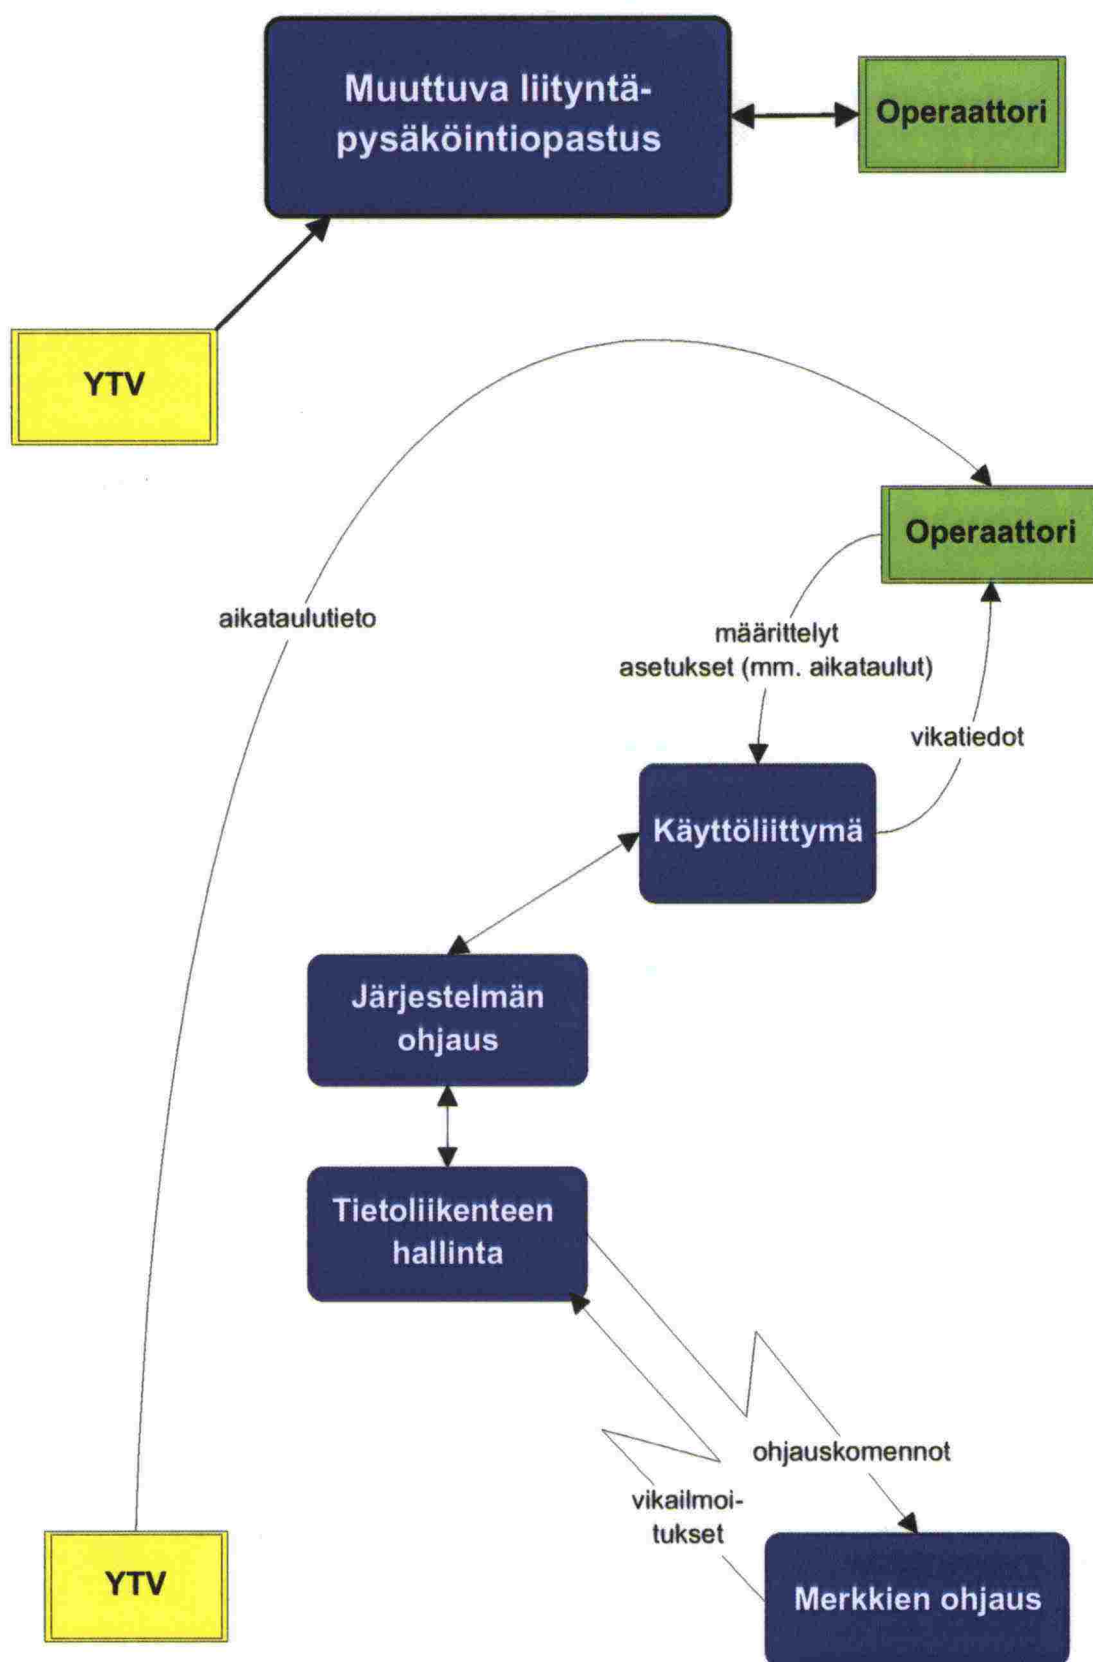 Muuttuva liityntä-
pysäköintiopastus
Operaattori
YTV
Operaattori
aikataulutieto
määrittelyt
asetukset (mm. aikataulut)
vikatiedot
Käyttöliittymä
Järjestelmän
ohjaus
Tietoliikenteen
hallinta
ohjauskomennot
vikailmoi-
tukset
YTV
Merkkien ohjaus